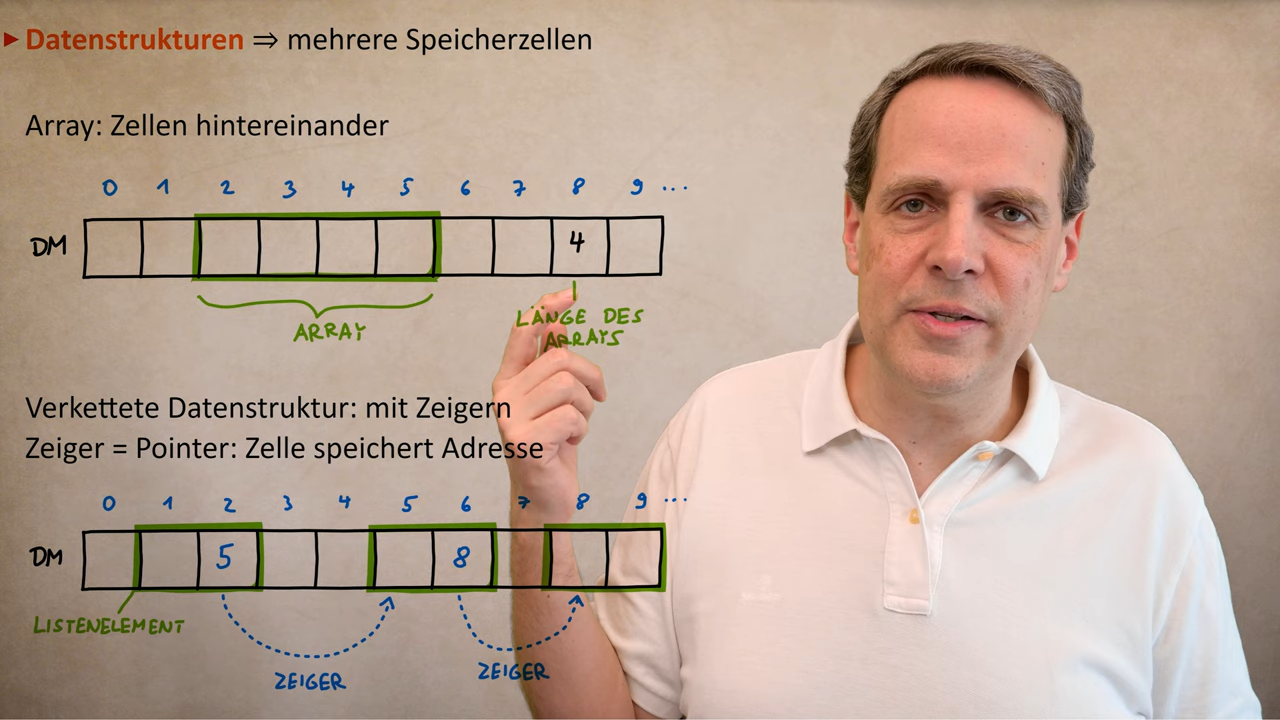 ▶ Datenstrukturen ⇒ mehrere Speicherzellen
Array: Zellen hintereinander
0 1 2 3 4 5 6 7 8 9 ...
DM 4
ARRAY
LÄNGE DES
ARRAYS
Verkettete Datenstruktur: mit Zeigern
Zeiger = Pointer: Zelle speichert Adresse
0 1 2 3 4 5 6 7 8 9 ...
DM 5 8
LISTENELEMENT
ZEIGER
ZEIGER